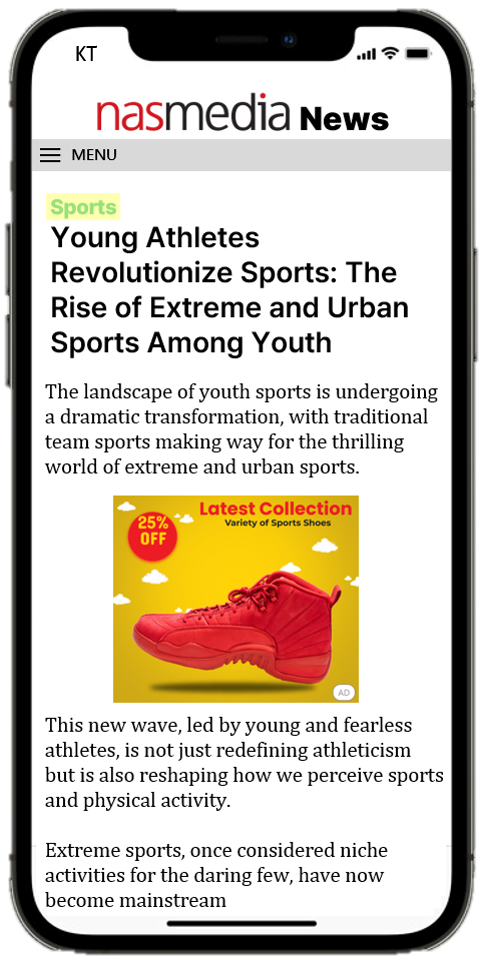 KT
nasmedia News
MENU
Sports
Young Athletes
Revolutionize Sports: The
Rise of Extreme and Urban
Sports Among Youth
The landscape of youth sports is undergoing
a dramatic transformation, with traditional
team sports making way for the thrilling
world of extreme and urban sports.
25%
OFF
Latest Collection
Variety of Sports Shoes
AD
This new wave, led by young and fearless
athletes, is not just redefining athleticism
but is also reshaping how we perceive sports
and physical activity.
Extreme sports, once considered niche
activities for the daring few, have now
become mainstream